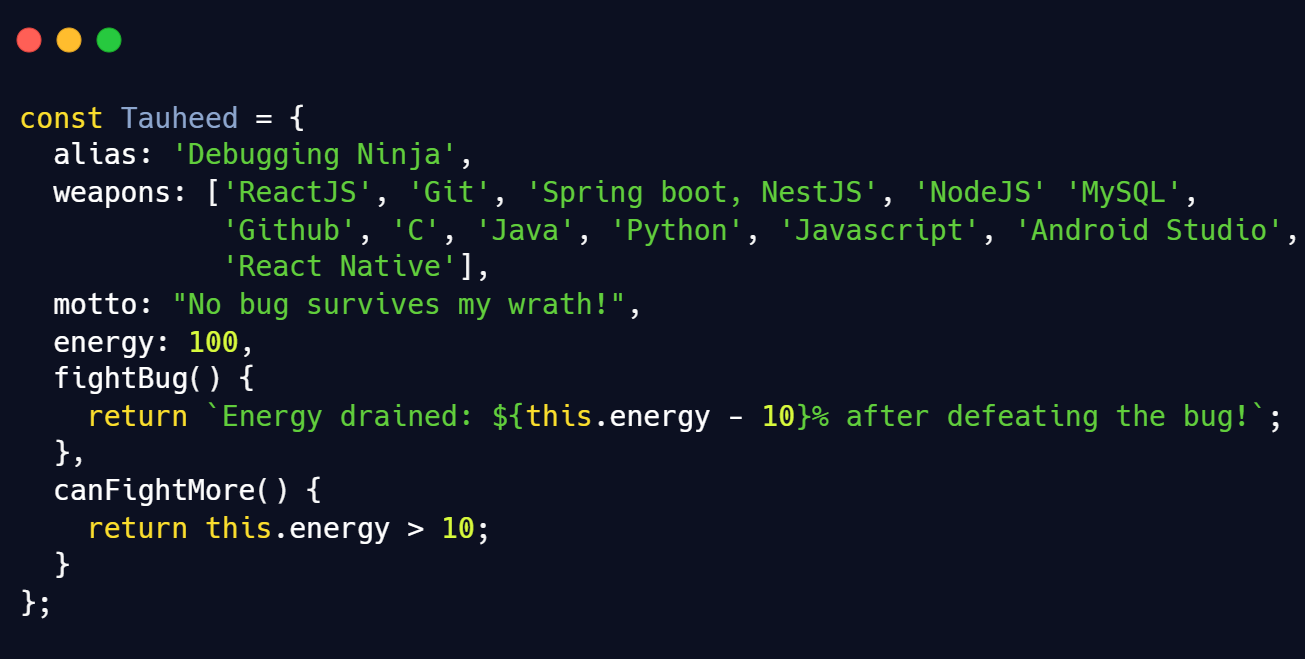 const Tauheed = {
  alias: 'Debugging Ninja',
  weapons: ['ReactJS', 'Git', 'Spring boot, NestJS', 'NodeJS' 'MySQL',
            'Github', 'C', 'Java', 'Python', 'Javascript', 'Android Studio',
            'React Native'],
  motto: "No bug survives my wrath!",
  energy: 100,
  fightBug() {
    return `Energy drained: ${this.energy - 10}% after defeating the bug!`;
  },
  canFightMore() {
    return this.energy > 10;
  }
};